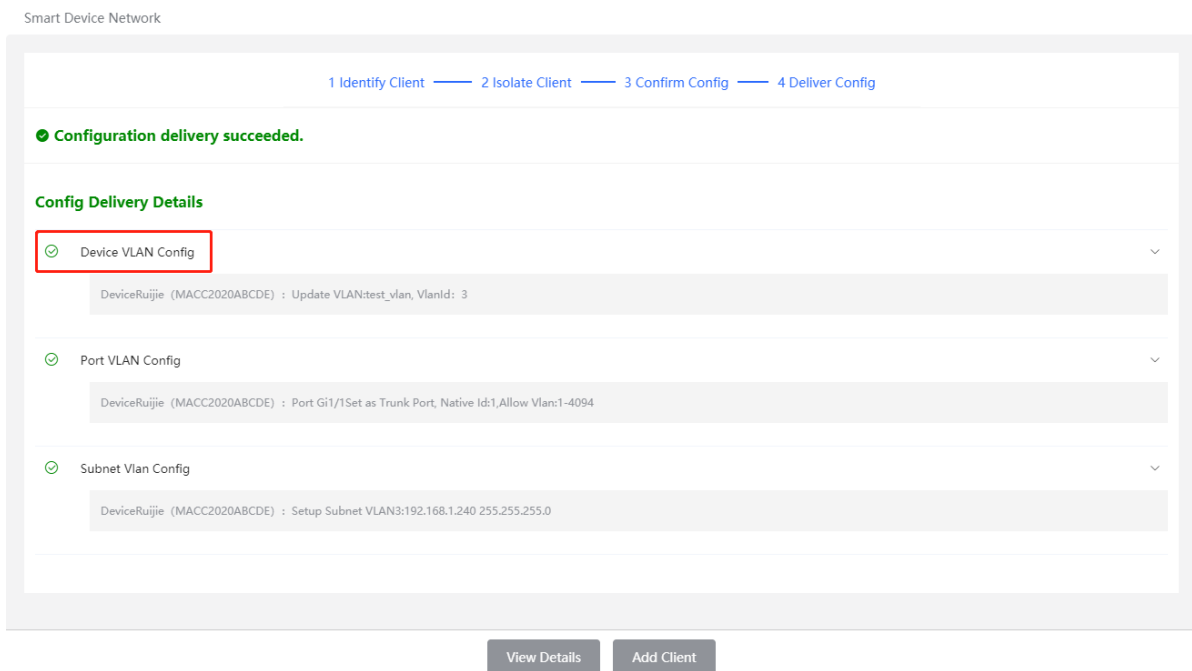 Smart Device Network
1 Identify Client 2 Isolate Client 3 Confirm Config 4 Deliver Config
Configuration delivery succeeded.
Config Delivery Details
Device VLAN Config
DeviceRuijie (MACC2020ABCDE) : Update VLAN:test_vlan, VlanId: 3
Port VLAN Config
DeviceRuijie (MACC2020ABCDE) : Port Gi1/1Set as Trunk Port, Native Id:1,Allow Vlan:1-4094
Subnet Vlan Config
DeviceRuijie (MACC2020ABCDE) : Setup Subnet VLAN3:192.168.1.240 255.255.255.0
View Details Add Client